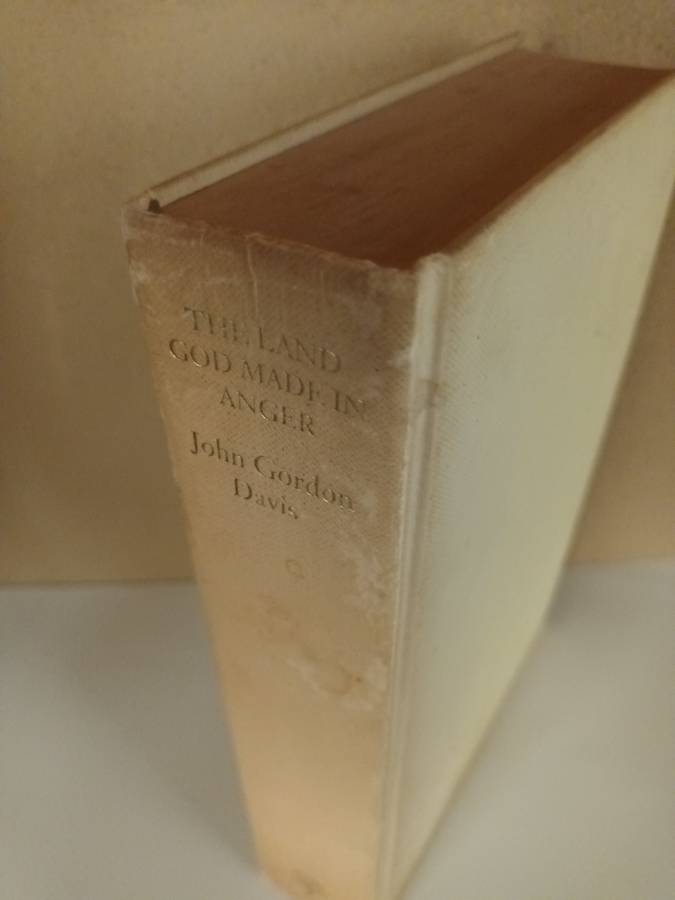 THE LAND
GOD MADE IN
ANGER
John Gordon
Davis